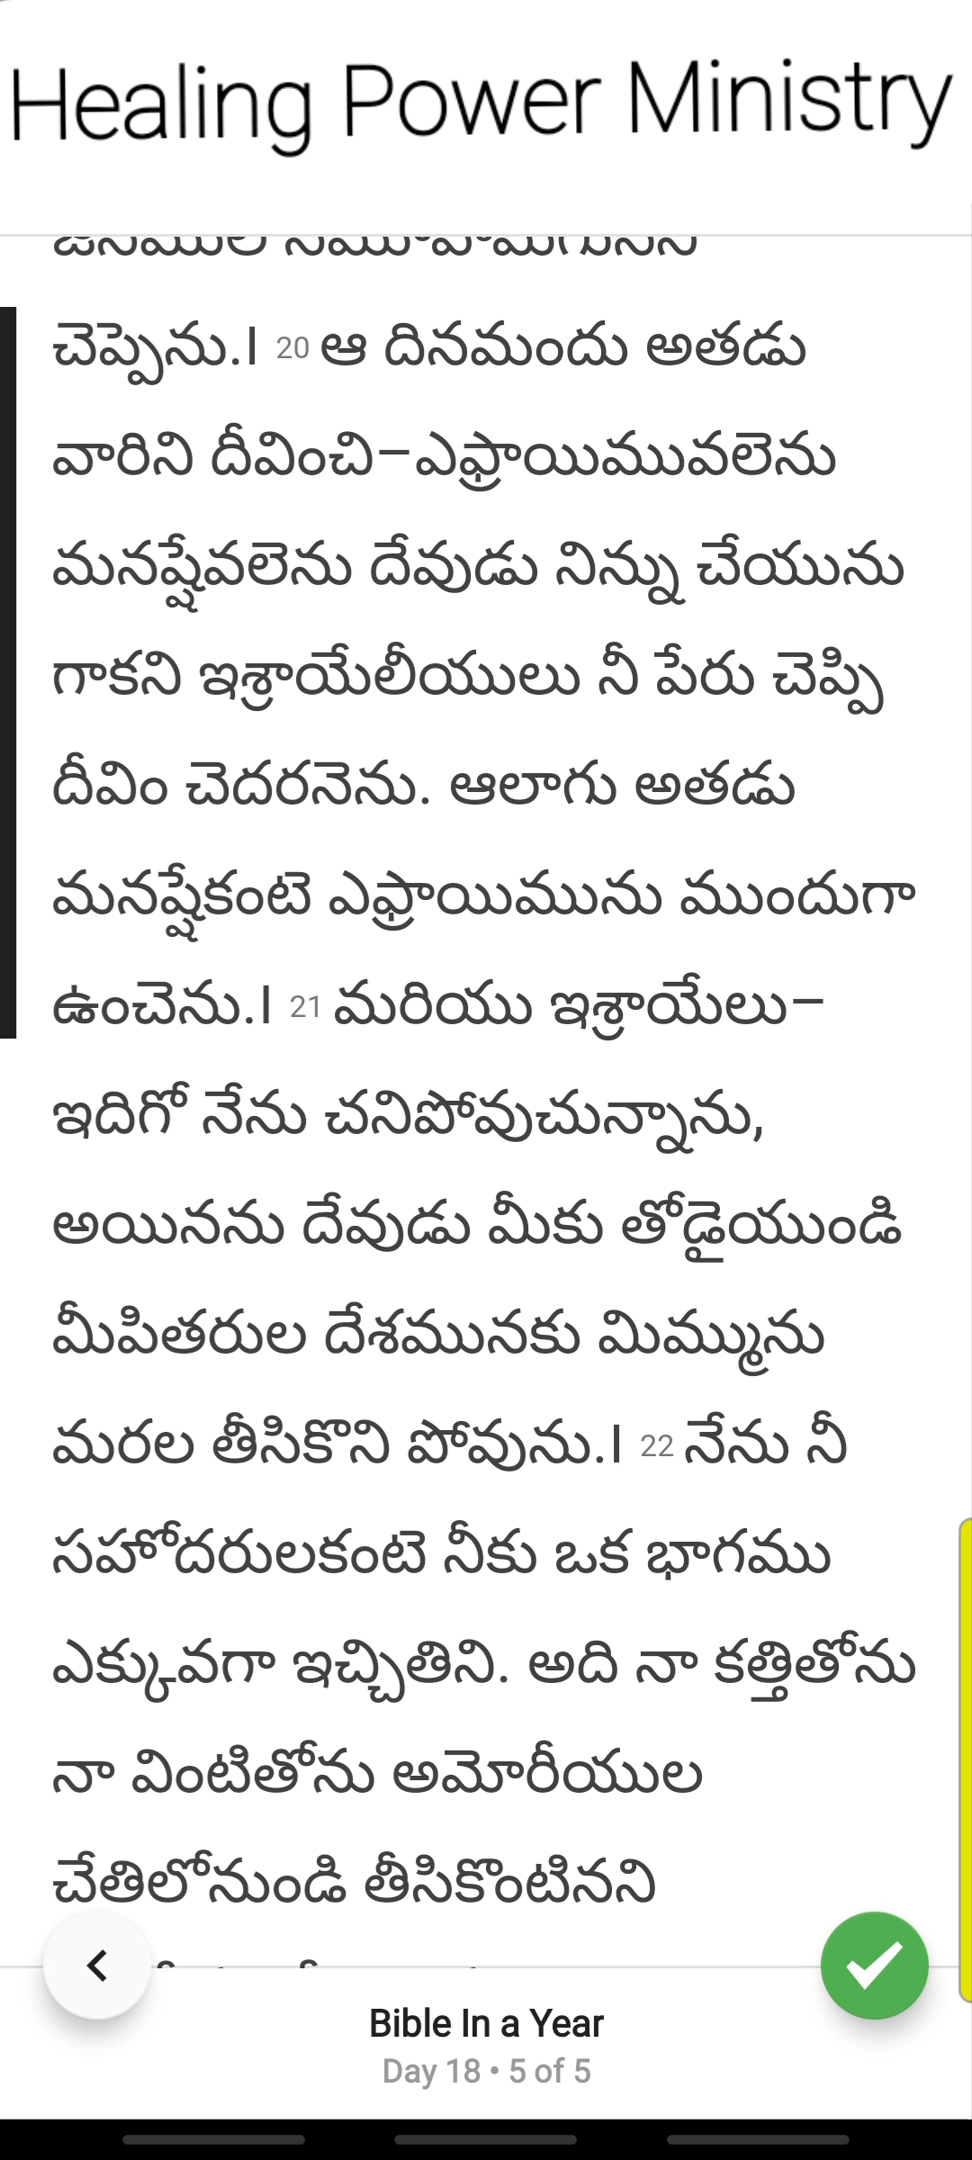 Healing Power Ministry
చెప్పెను.| 20 ఆ దినమందు అతడు
వారిని దీవించి–ఎఫ్రాయిమువలెను
మనష్షేవలెను దేవుడు నిన్ను చేయును
గాకని ఇశ్రాయేలీయులు నీ పేరు చెప్పి
దీవిం చెదరనెను. ఆలాగు అతడు
మనష్షేకంటె ఎఫ్రాయిమును ముందుగా
ఉంచెను.| 21 మరియు ఇశ్రాయేలు–
ఇదిగో నేను చనిపోవుచున్నాను,
అయినను దేవుడు మీకు తోడైయుండి
మీపితరుల దేశమునకు మిమ్మును
మరల తీసికొని పోవును.| 22 నేను నీ
సహోదరులకంటె నీకు ఒక భాగము
ఎక్కువగా ఇచ్చితిని. అది నా కత్తితోను
నా వింటితోను అమోరీయుల
చేతిలోనుండి తీసికొంటినని
Bible In a Year
Day 18 • 5 of 5